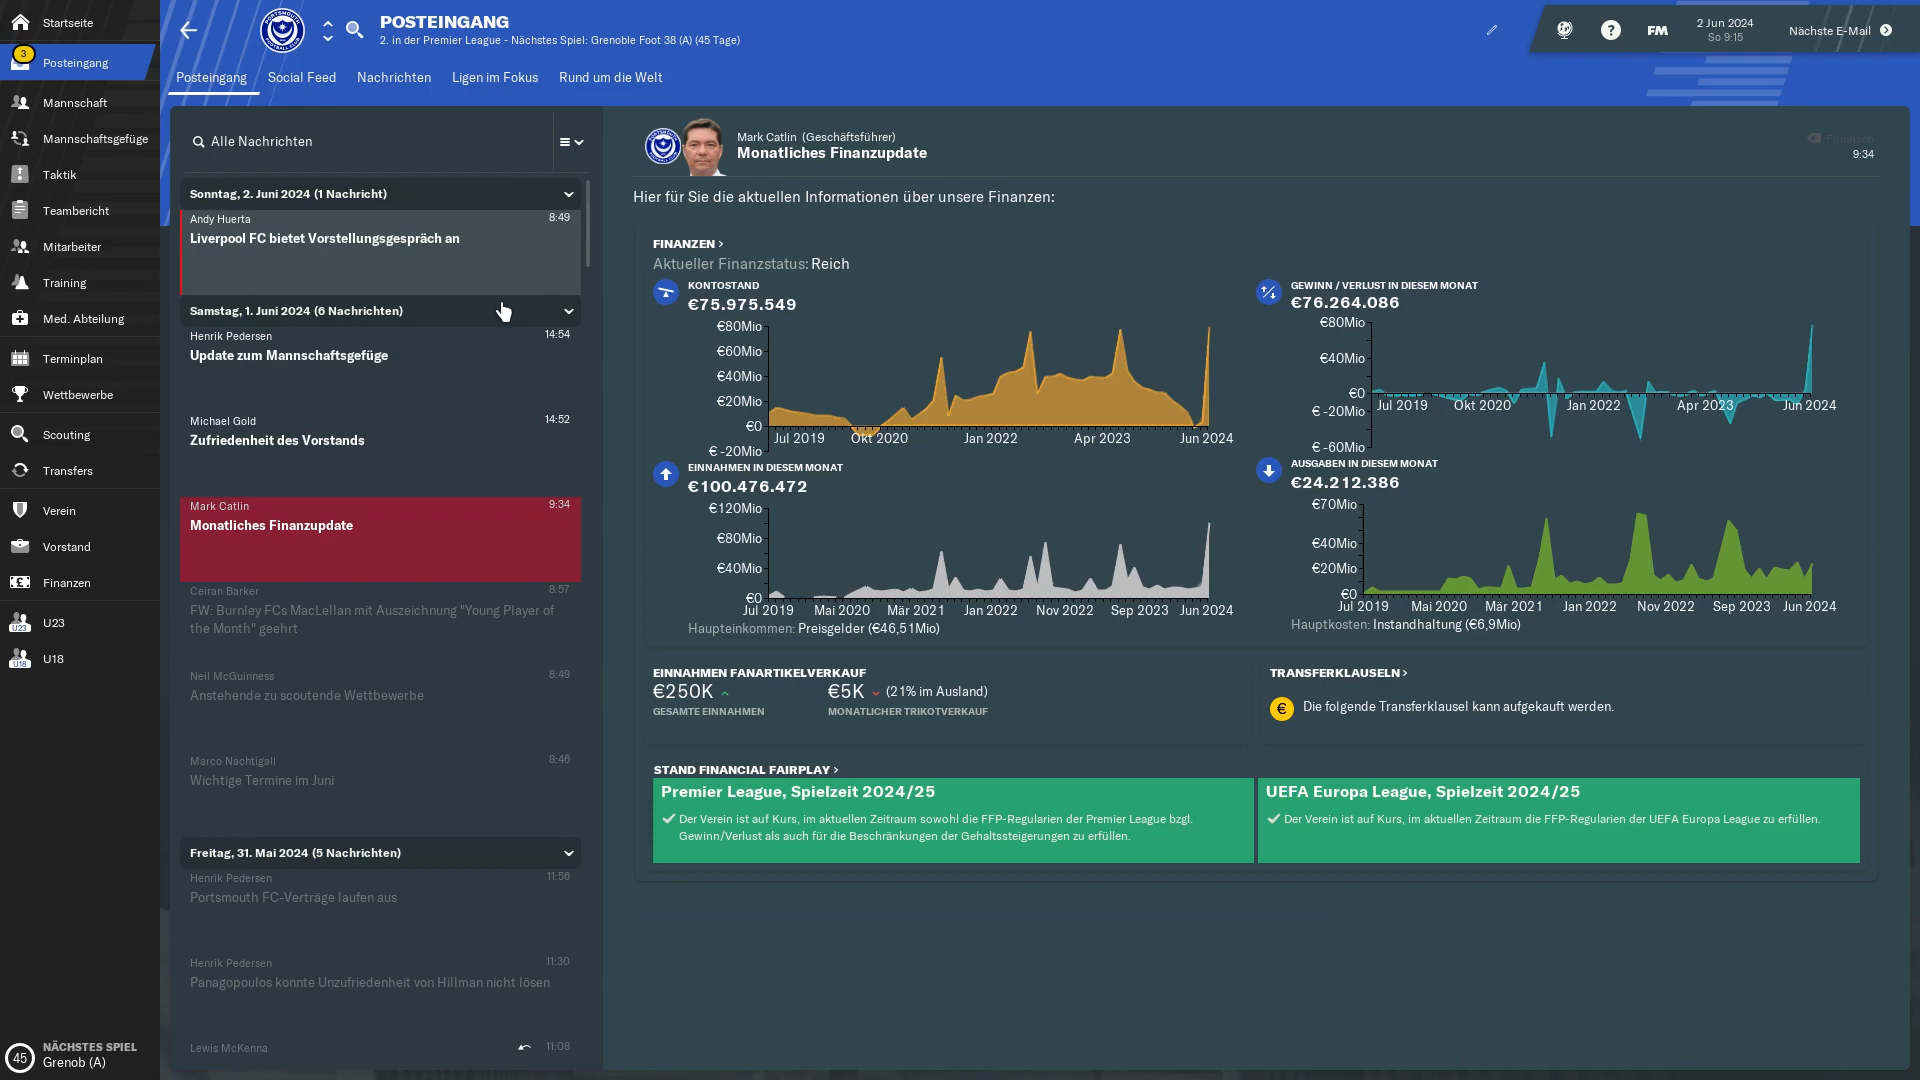 Startseite
3
Posteingang
Mannschaft
Mannschaftsgefüge
Taktik
Teambericht
Mitarbeiter
Training
Med. Abteilung
Terminplan
Wettbewerbe
Scouting
Transfers
Verein
Vorstand
Finanzen
U23
U23
U18
U18
45
NÄCHSTES SPIEL
Grenob (A)
POSTEINGANG
2. in der Premier League - Nächstes Spiel: Grenoble Foot 38 (A) (45 Tage)
?
FM
2 Jun 2024
So 9:15
Nächste E-Mail
Posteingang
Social Feed
Nachrichten
Ligen im Fokus
Rund um die Welt
Alle Nachrichten
Sonntag, 2. Juni 2024 (1 Nachricht)
Andy Huerta 8:49
Liverpool FC bietet Vorstellungsgespräch an
Samstag, 1. Juni 2024 (6 Nachrichten)
Henrik Pedersen 14:54
Update zum Mannschaftsgefüge
Michael Gold 14:52
Zufriedenheit des Vorstands
Mark Catlin 9:34
Monatliches Finanzupdate
Ceiran Barker 8:57
FW: Burnley FCs MacLellan mit Auszeichnung "Young Player of
the Month" geehrt
Neil McGuinness 8:49
Anstehende zu scoutende Wettbewerbe
Marco Nachtigall 8:46
Wichtige Termine im Juni
Freitag, 31. Mai 2024 (5 Nachrichten)
Henrik Pedersen 11:56
Portsmouth FC-Verträge laufen aus
Henrik Pedersen 11:30
Panagopoulos konnte Unzufriedenheit von Hillman nicht lösen
Lewis McKenna 11:08
Mark Catlin (Geschäftsführer)
Monatliches Finanzupdate
Finanzen
9:34
Hier für Sie die aktuellen Informationen über unsere Finanzen:
FINANZEN >
Aktueller Finanzstatus: Reich
KONTOSTAND
€75.975.549
€80Mio
€60Mio
€40Mio
€20Mio
€0
€ -20Mio
Jul 2019 Okt 2020 Jan 2022 Apr 2023 Jun 2024
GEWINN / VERLUST IN DIESEM MONAT
€76.264.086
€80Mio
€40Mio
€0
€ -20Mio
€ -60Mio
Jul 2019 Okt 2020 Jan 2022 Apr 2023 Jun 2024
EINNAHMEN IN DIESEM MONAT
€100.476.472
€120Mio
€80Mio
€40Mio
€0
Jul 2019 Mai 2020 Mär 2021 Jan 2022 Nov 2022 Sep 2023 Jun 2024
Haupteinkommen: Preisgelder (€46,51Mio)
AUSGABEN IN DIESEM MONAT
€24.212.386
€70Mio
€40Mio
€20Mio
€0
Jul 2019 Mai 2020 Mär 2021 Jan 2022 Nov 2022 Sep 2023 Jun 2024
Hauptkosten: Instandhaltung (€6,9Mio)
EINNAHMEN FANARTIKELVERKAUF
€250K €5K (21% im Ausland)
GESAMTE EINNAHMEN MONATLICHER TRIKOTVERKAUF
TRANSFERKLAUSELN >
€ Die folgende Transferklausel kann aufgekauft werden.
STAND FINANCIAL FAIRPLAY >
Premier League, Spielzeit 2024/25
Der Verein ist auf Kurs, im aktuellen Zeitraum sowohl die FFP-Regularien der Premier League bzgl.
Gewinn/Verlust als auch für die Beschränkungen der Gehaltssteigerungen zu erfüllen.
UEFA Europa League, Spielzeit 2024/25
Der Verein ist auf Kurs, im aktuellen Zeitraum die FFP-Regularien der UEFA Europa League zu erfüllen.